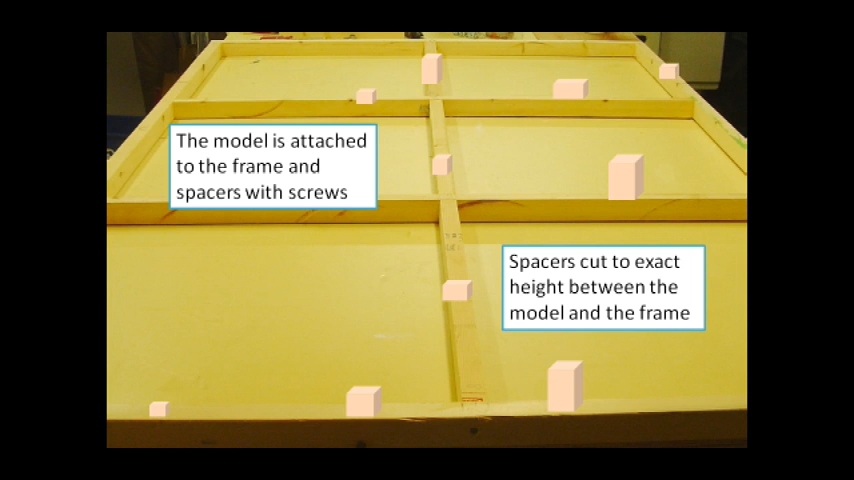 The model is attached
to the frame and
spacers with screws
Spacers cut to exact
height between the
model and the frame